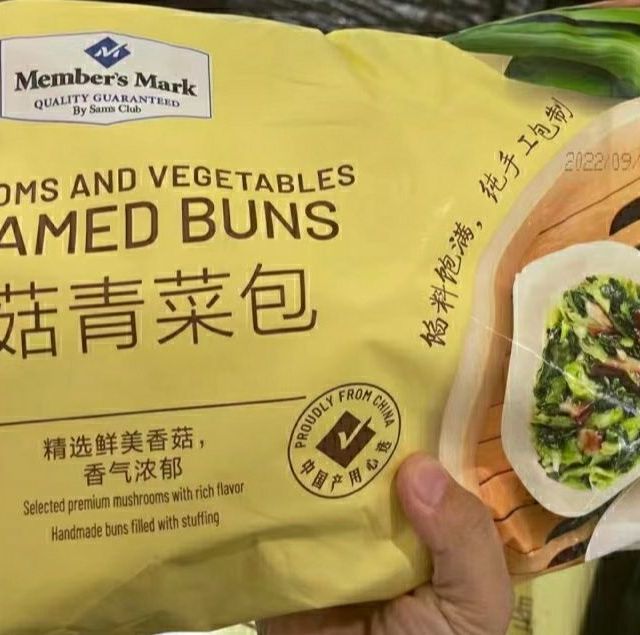 Member's Mark
QUALITY GUARANTEED
By Sam's Club
OMS AND VEGETABLES
AMED BUNS
菇青菜包
精选鲜美香菇，
香气浓郁
Selected premium mushrooms with rich flavor
Handmade buns filled with stuffing
PROUDLY FROM CHINA
中国产用心选
馅料饱满，纯手工包制
2022/09/